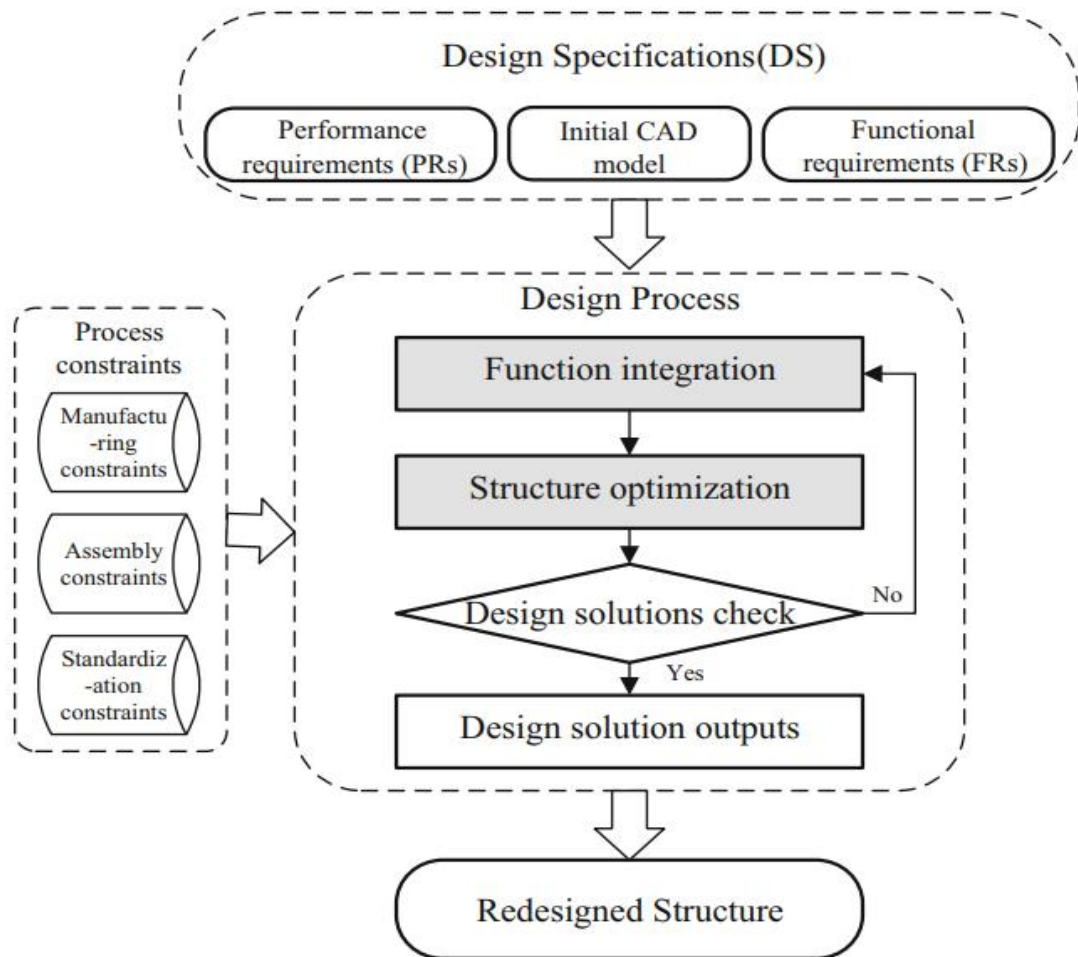 Design Specifications(DS)
Performance
requirements (PRs)
Initial CAD
model
Functional
requirements (FRs)
Design Process
Process
constraints
Manufactu
-ring
constraints
Assembly
constraints
Standardiz
-ation
constraints
Function integration
Structure optimization
Design solutions check
No
Yes
Design solution outputs
Redesigned Structure